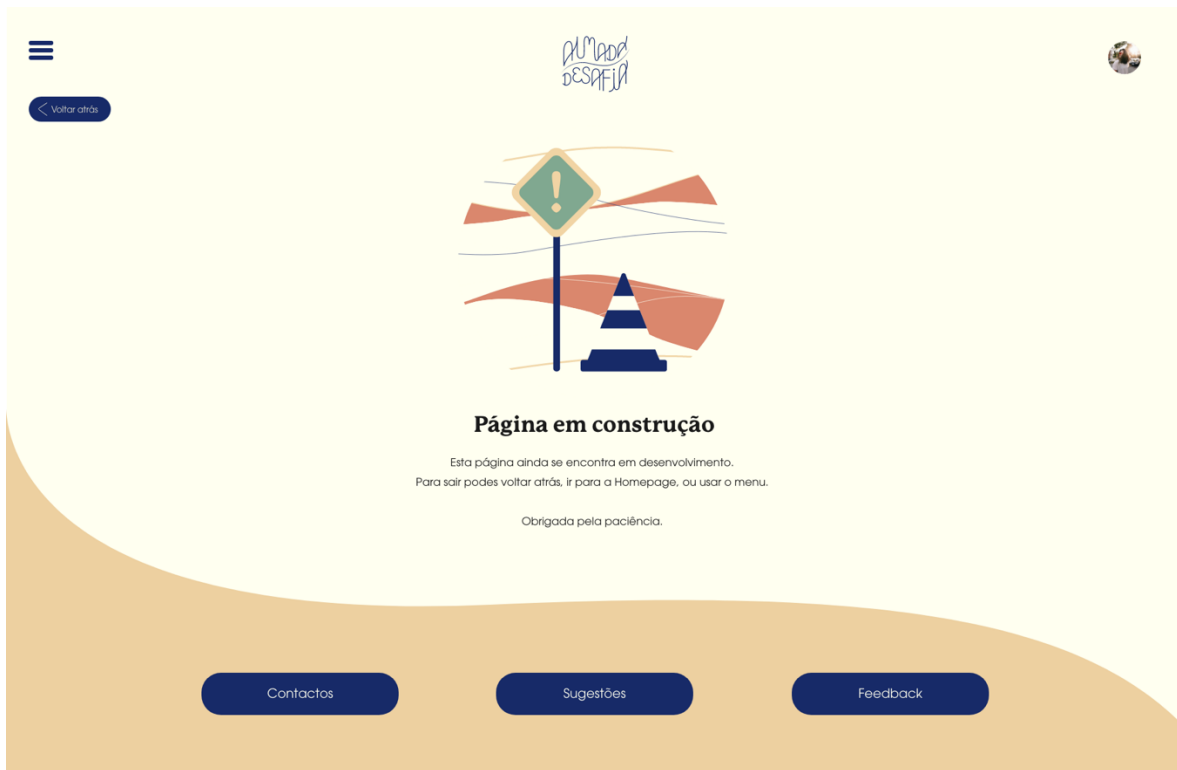 ALMADA
DESAFIA
Voltar atrás
!
Página em construção
Esta página ainda se encontra em desenvolvimento.
Para sair podes voltar atrás, ir para a Homepage, ou usar o menu.
Obrigada pela paciência.
Contactos
Sugestões
Feedback